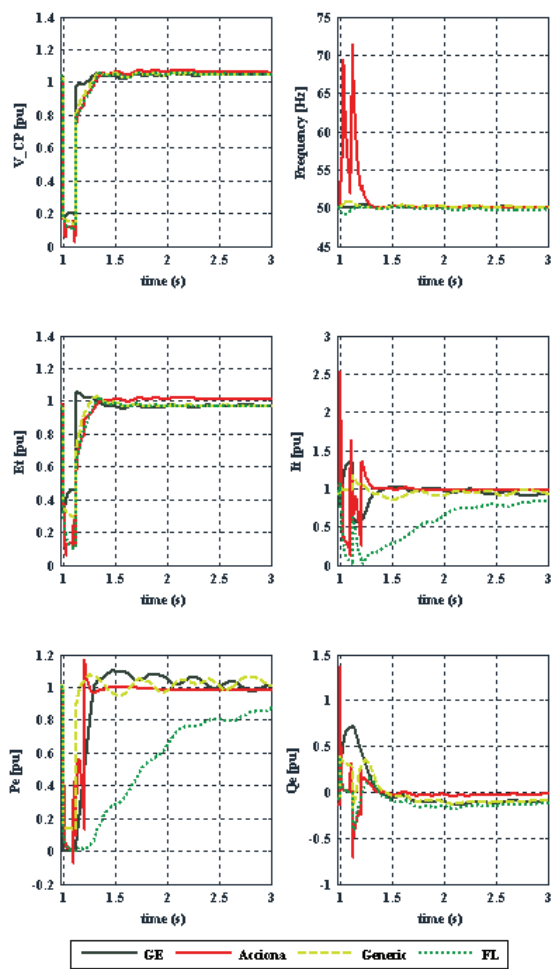 1.4 1.2 1 0.8 0.6 0.4 0.2 0
V_CP [pu]
1 1.5 2 2.5 3
time (s)
75 70 65 60 55 50 45
Frequency [Hz]
1 1.5 2 2.5 3
time (s)
1.4 1.2 1 0.8 0.6 0.4 0.2 0
Et [pu]
1 1.5 2 2.5 3
time (s)
3 2.5 2 1.5 1 0.5 0
It [pu]
1 1.5 2 2.5 3
time (s)
1.2 1 0.8 0.6 0.4 0.2 0 -0.2
Pe [pu]
1 1.5 2 2.5 3
time (s)
1.5 1 0.5 0 -0.5 -1
Qe [pu]
1 1.5 2 2.5 3
time (s)
GE Acciona Generic FL